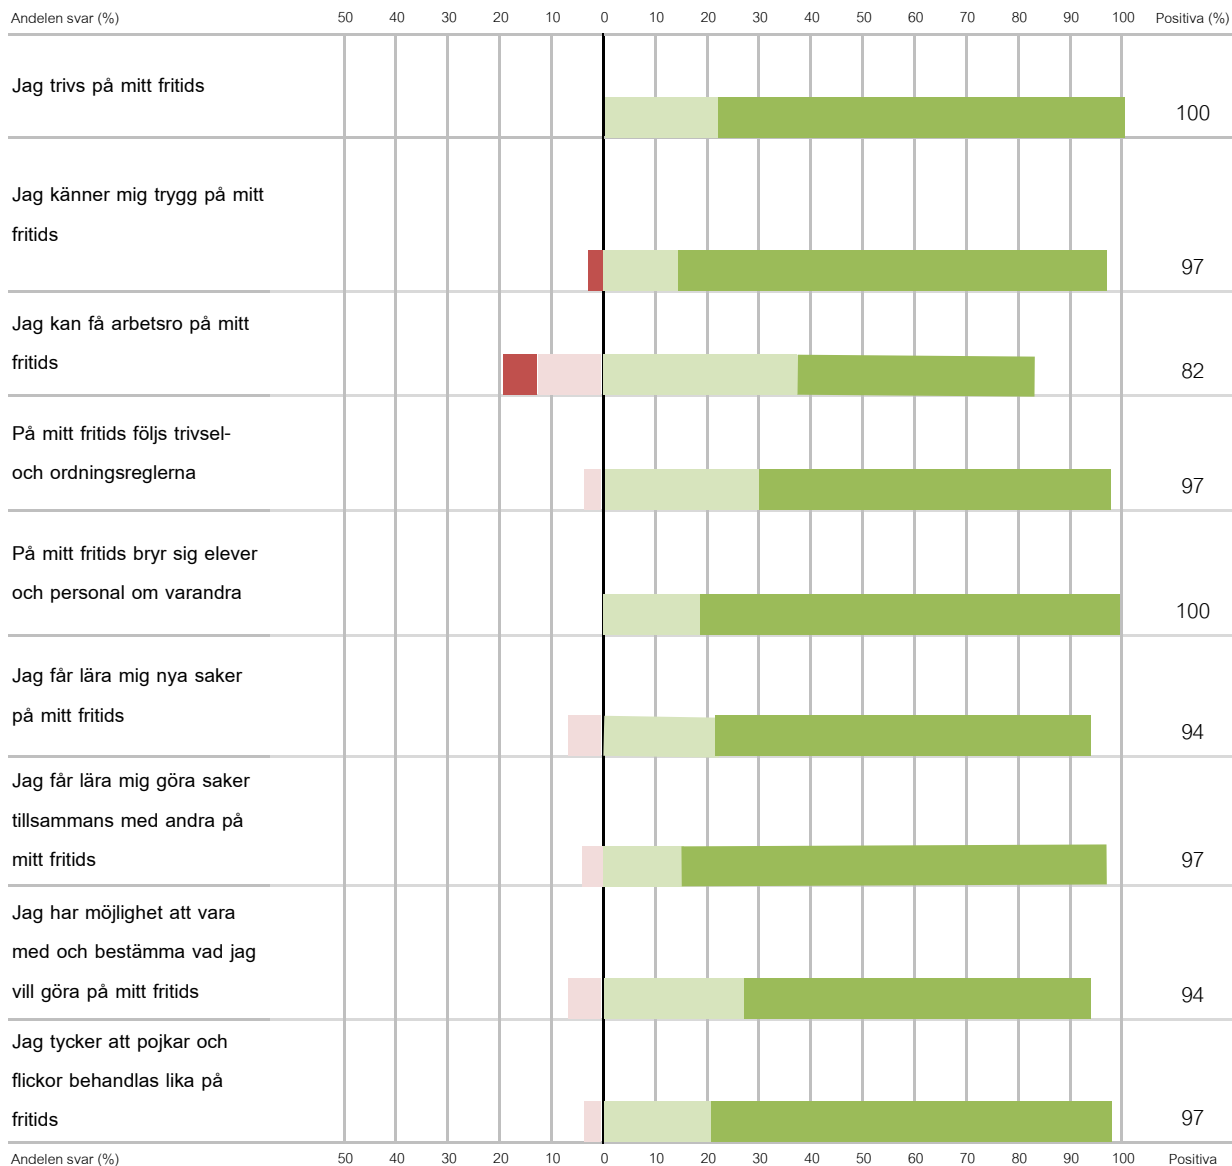 Andelen svar (%) 50 40 30 20 10 0 10 20 30 40 50 60 70 80 90 100 Positiva (%)
Jag trivs på mitt fritids
100
Jag känner mig trygg på mitt
fritids
97
Jag kan få arbetsro på mitt
fritids
82
På mitt fritids följs trivsel-
och ordningsreglerna
97
På mitt fritids bryr sig elever
och personal om varandra
100
Jag får lära mig nya saker
på mitt fritids
94
Jag får lära mig göra saker
tillsammans med andra på
mitt fritids
97
Jag har möjlighet att vara
med och bestämma vad jag
vill göra på mitt fritids
94
Jag tycker att pojkar och
flickor behandlas lika på
fritids
97
Andelen svar (%) 50 40 30 20 10 0 10 20 30 40 50 60 70 80 90 100 Positiva